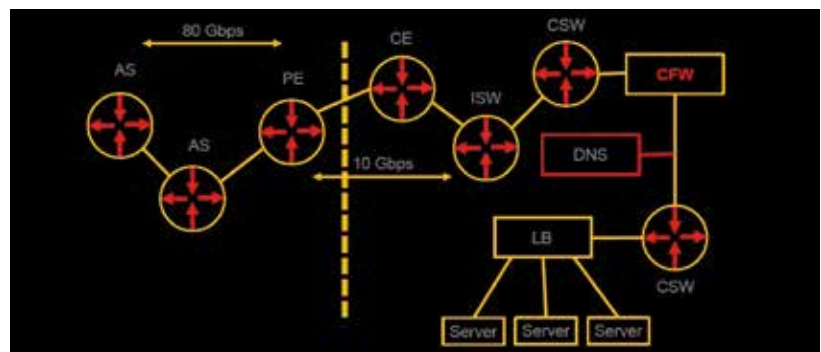 80 Gbps
AS
AS
PE
CE
10 Gbps
ISW
CSW
CFW
DNS
LB
CSW
Server Server Server